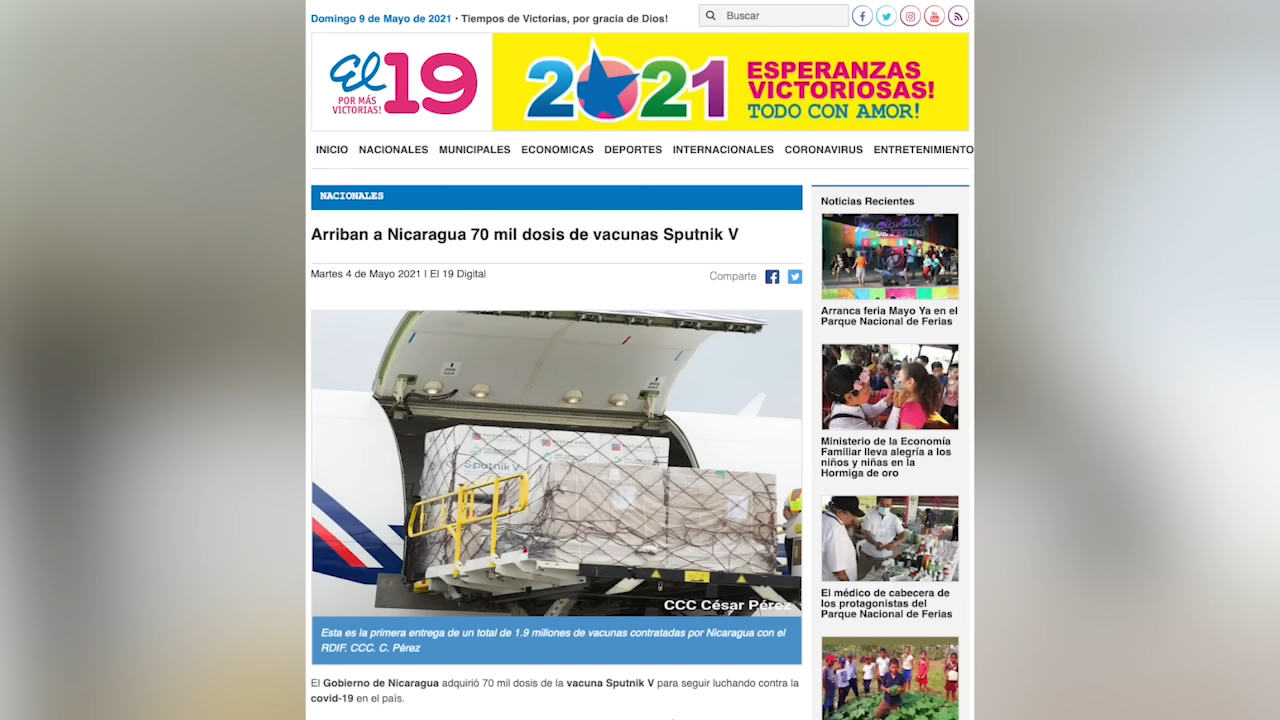 Domingo 9 de Mayo de 2021 · Tiempos de Victorias, por gracia de Dios!
Buscar
El 19
POR MÁS
VICTORIAS!
2021
ESPERANZAS
VICTORIOSAS!
TODO CON AMOR!
INICIO NACIONALES MUNICIPALES ECONOMICAS DEPORTES INTERNACIONALES CORONAVIRUS ENTRETENIMIENTO
NACIONALES
Arriban a Nicaragua 70 mil dosis de vacunas Sputnik V
Martes 4 de Mayo 2021 | El 19 Digital
Comparte
Sputnik V
CCC César Pérez
Esta es la primera entrega de un total de 1.9 millones de vacunas contratadas por Nicaragua con el
RDIF. CCC. C. Pérez
El Gobierno de Nicaragua adquirió 70 mil dosis de la vacuna Sputnik V para seguir luchando contra la
covid-19 en el país.
Noticias Recientes
Nacional
DE FERIAS
Arranca feria Mayo Ya en el
Parque Nacional de Ferias
Ministerio de la Economía
Familiar lleva alegría a los
niños y niñas en la
Hormiga de oro
El médico de cabecera de
los protagonistas del
Parque Nacional de Ferias